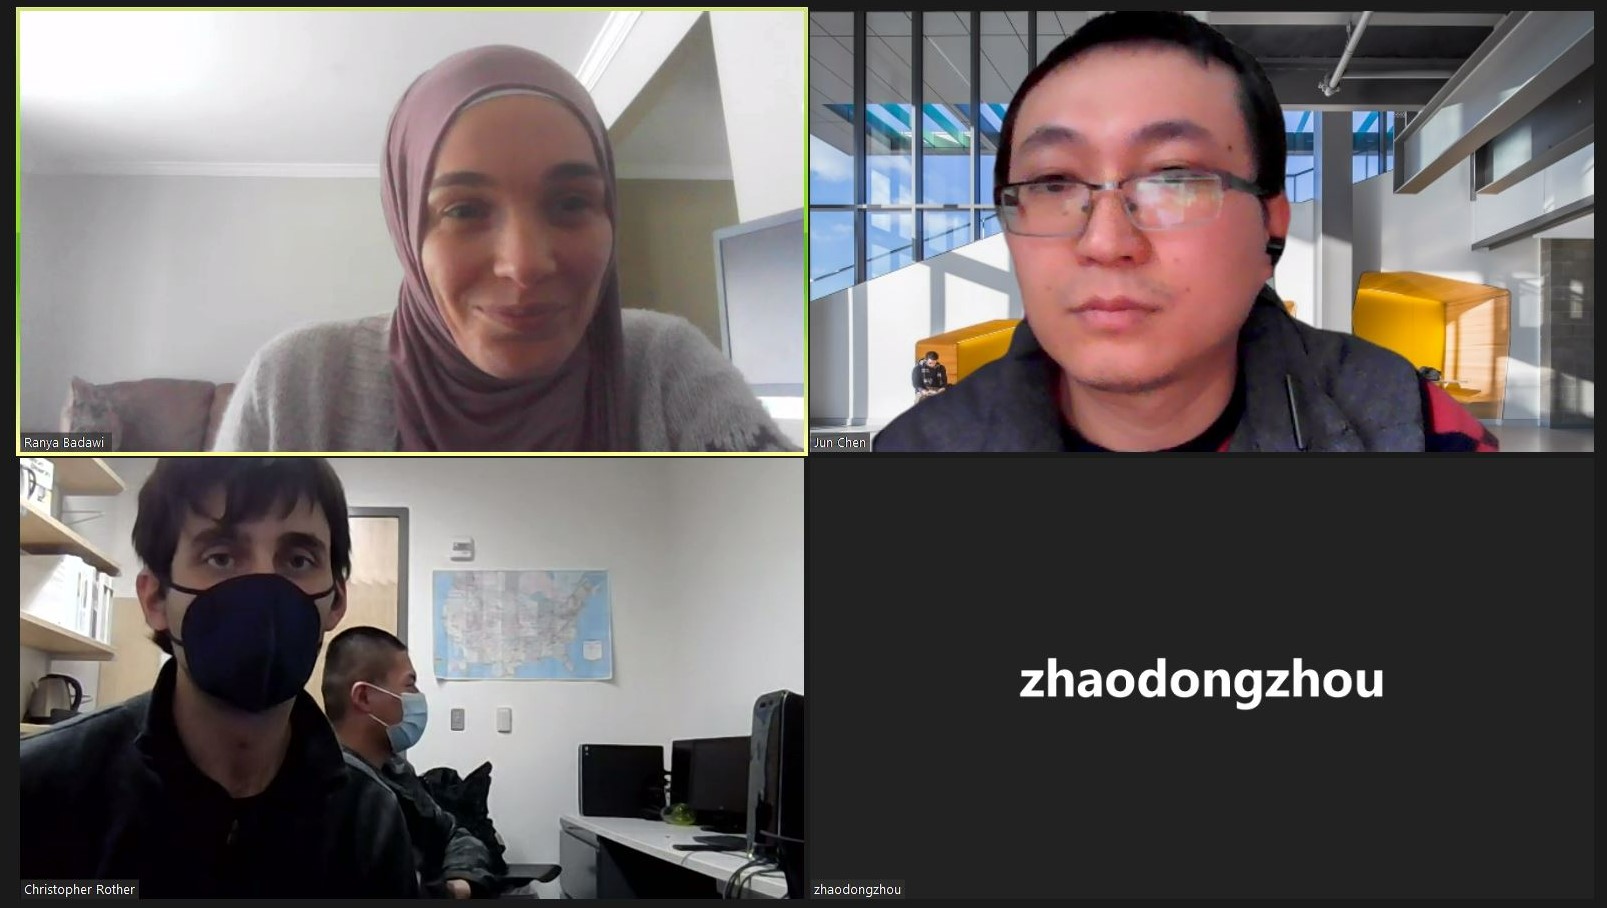 Ranya Badawi
Jun Chen
Christopher Rother
zhaodongzhou
zhaodongzhou